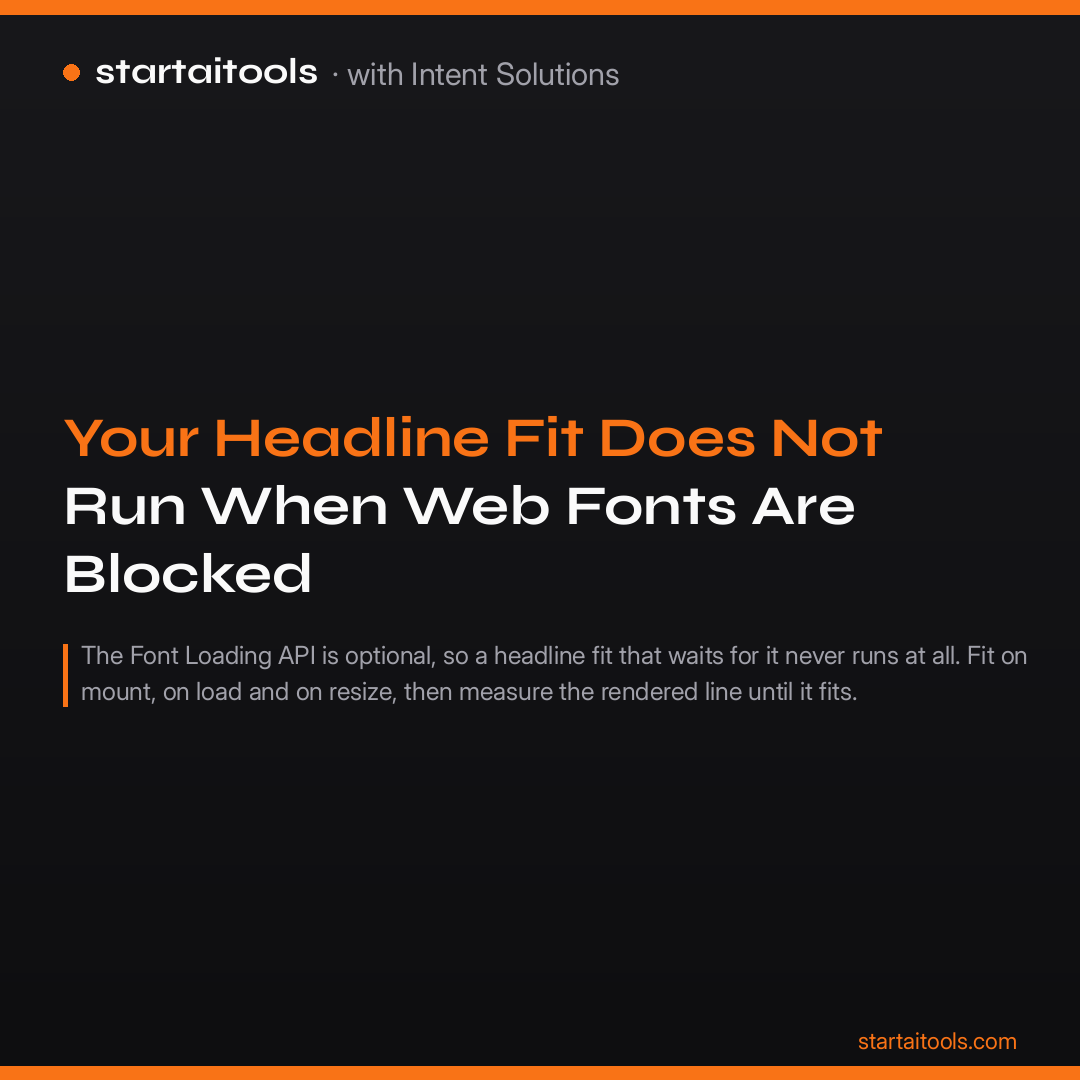 startaitools · with Intent Solutions
Your Headline Fit Does Not
Run When Web Fonts Are
Blocked
The Font Loading API is optional, so a headline fit that waits for it never runs at all. Fit on
mount, on load and on resize, then measure the rendered line until it fits.
startaitools.com